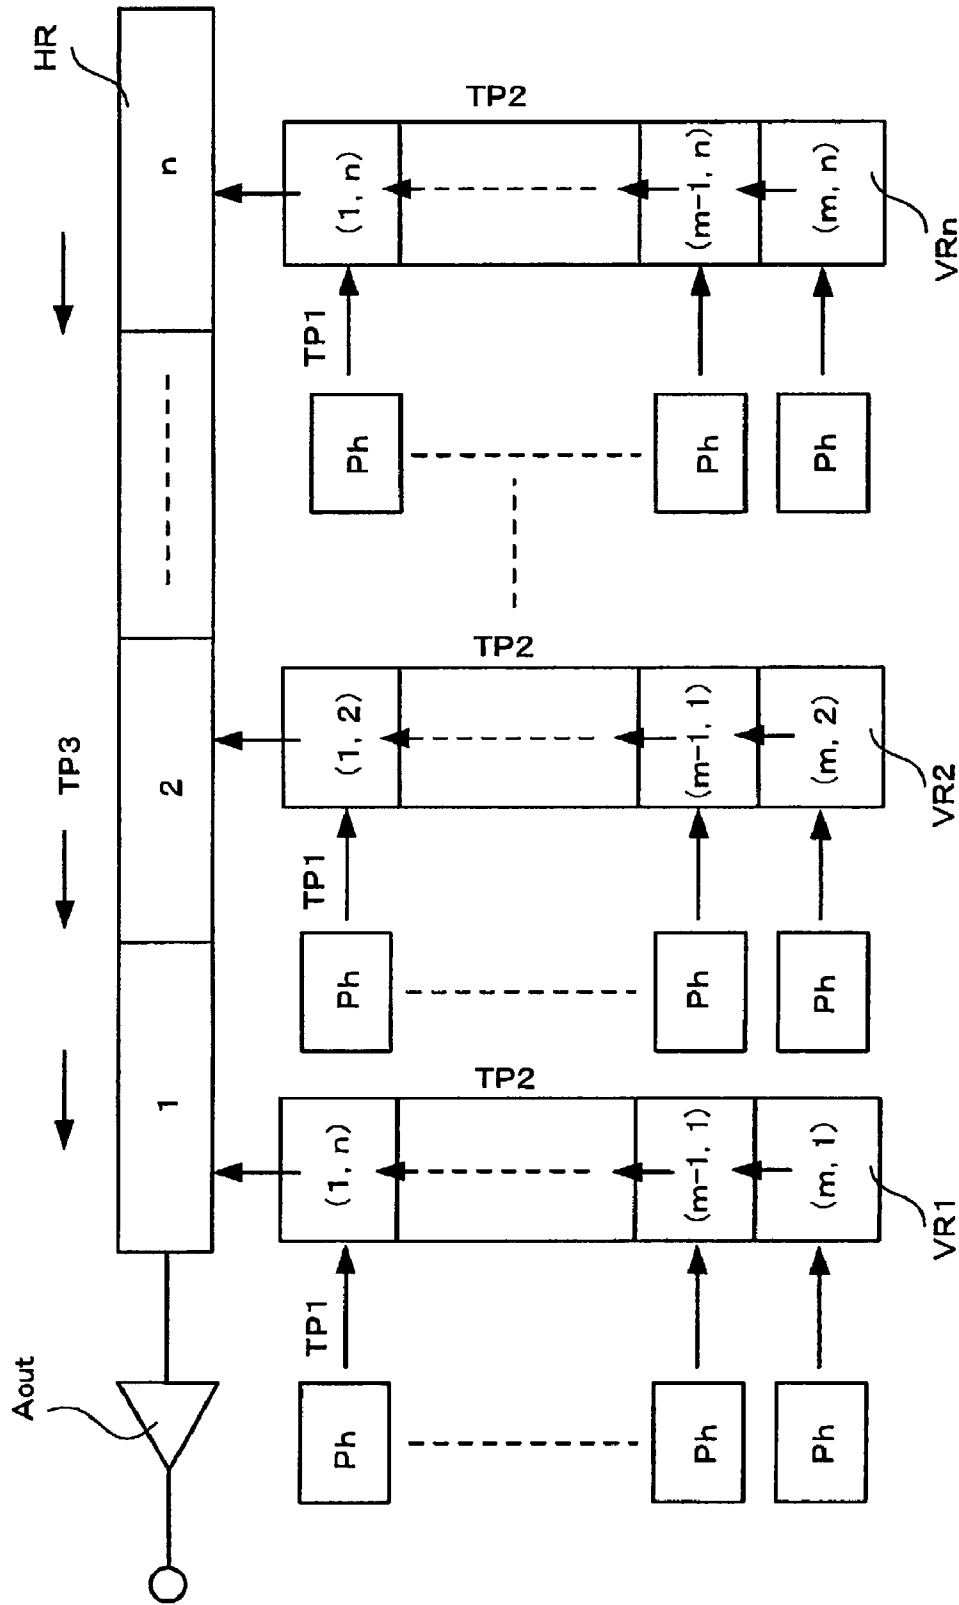 Aout
TP3
HR
1
2
n
TP1
TP1
TP1
Ph
(1, n)
Ph
(1, 2)
Ph
(1, n)
TP2
TP2
TP2
Ph
(m-1, 1)
Ph
(m-1, 1)
Ph
(m-1, n)
Ph
(m, 1)
Ph
(m, 2)
Ph
(m, n)
VR1
VR2
VRn